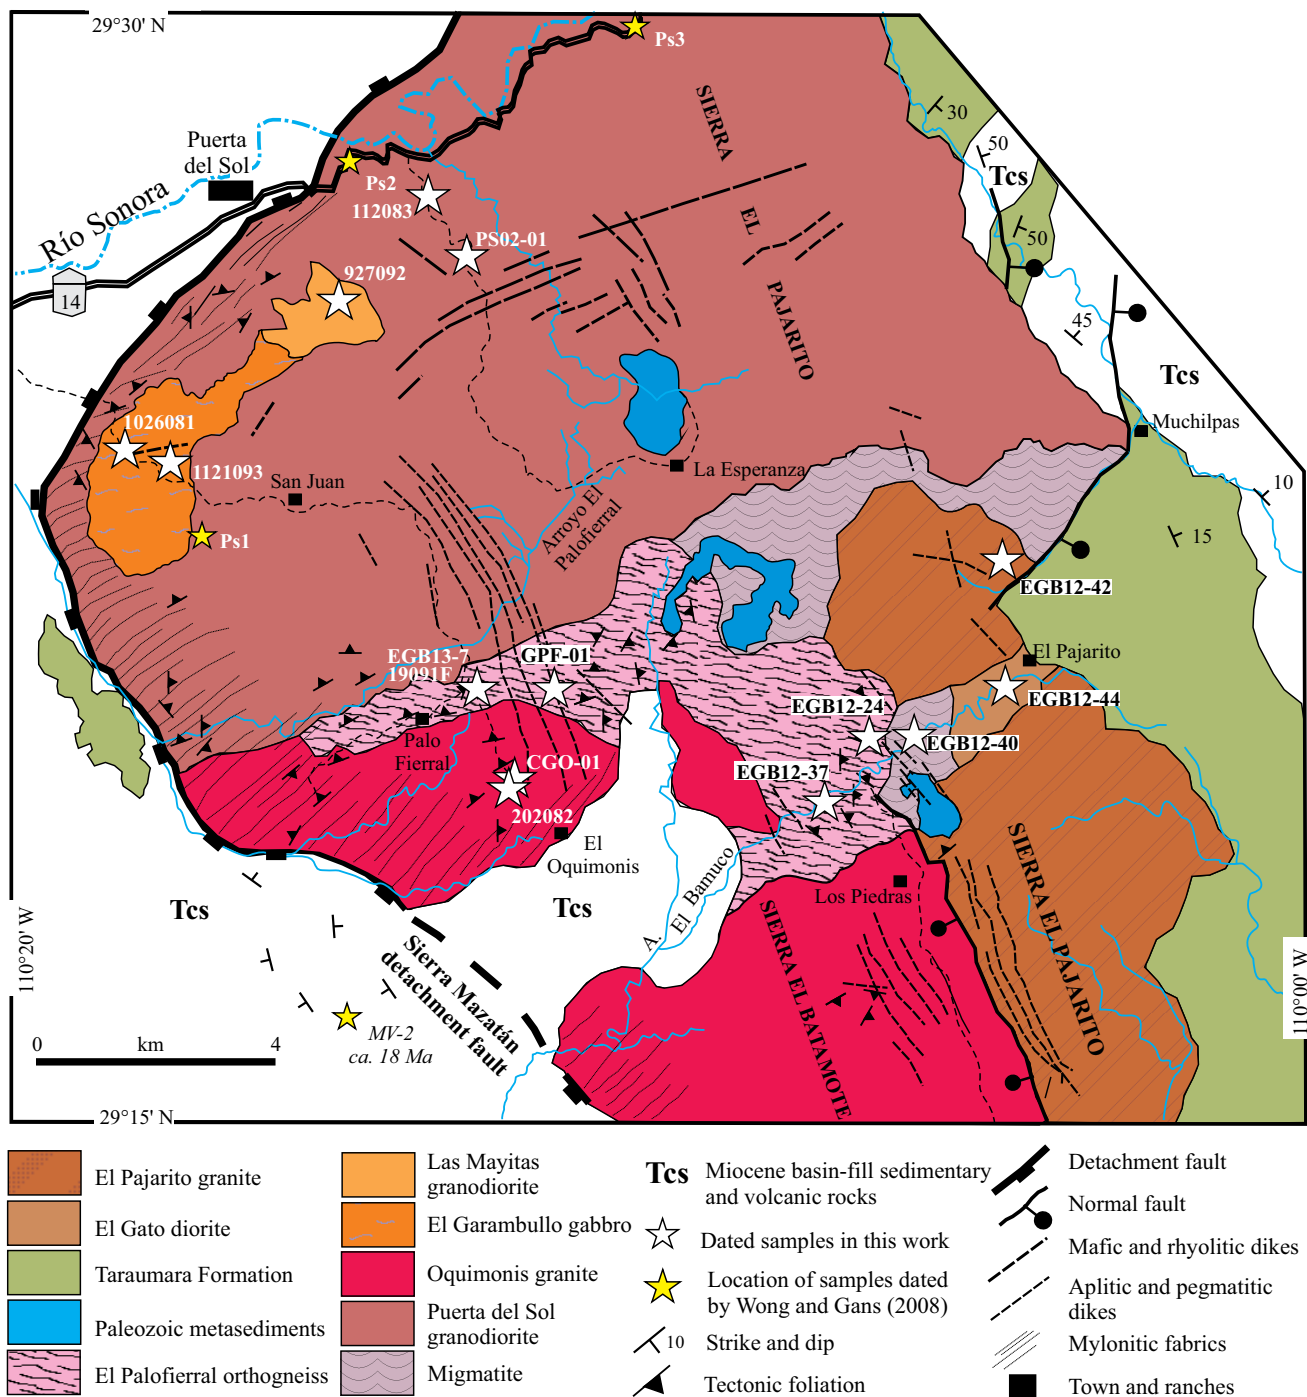 29°30' N
Ps3
30
SIERRA
Puerta
del Sol
50
Tcs
Ps2
112083
Río Sonora
EL
50
PS02-01
927092
14
PAJARITO
45
Tcs
1026081
Muchilpas
1121093
La Esperanza
San Juan
10
Arroyo El
Palofierral
15
Ps1
EGB12-42
El Pajarito
EGB13-7
19091F
GPF-01
EGB12-24
EGB12-44
Palo
Fierral
EGB12-40
CGO-01
EGB12-37
202082
El
Oquimonis
SIERRA EL PAJARITO
Los Piedras
Tcs
Tcs
A. El Bamuco
SIERRA EL BATAMOTE
110°20' W
110°00' W
Sierra Mazatán
detachment fault
MV-2
ca. 18 Ma
0 km 4
29°15' N
El Pajarito granite
El Gato diorite
Taraumara Formation
Paleozoic metasediments
El Palofierral orthogneiss
Las Mayitas
granodiorite
El Garambullo gabbro
Oquimonis granite
Puerta del Sol
granodiorite
Migmatite
Tcs Miocene basin-fill sedimentary
and volcanic rocks
Dated samples in this work
Location of samples dated
by Wong and Gans (2008)
10 Strike and dip
Tectonic foliation
Detachment fault
Normal fault
Mafic and rhyolitic dikes
Aplitic and pegmatitic
dikes
Mylonitic fabrics
Town and ranches